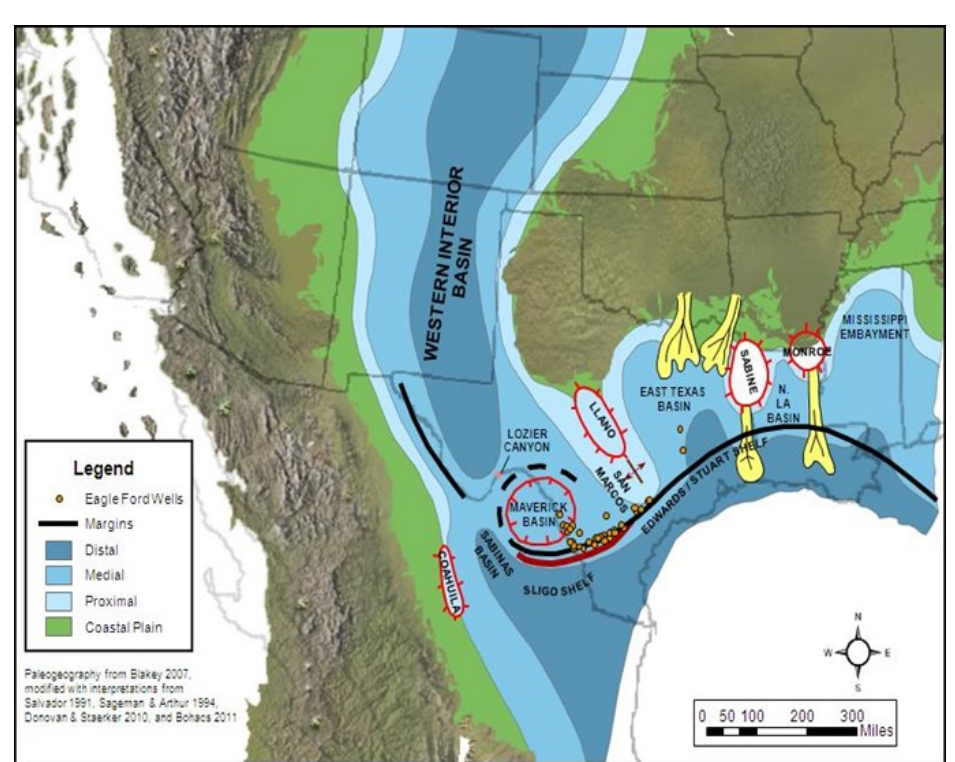 WESTERN INTERIOR
BASIN
MISSISSIPPI
EMBAYMENT
MONROE
SABINE
EAST TEXAS
BASIN
N.
LA
BASIN
LLANO
LOZIER
CANYON
SAN
MARCOS
EDWARDS / STUART SHELF
MAVERICK
BASIN
SABINAS
BASIN
SLIGO SHELF
COAHUILA
Legend
Eagle Ford Wells
Margins
Distal
Medial
Proximal
Coastal Plain
Paleogeography from Blakey 2007,
modified with interpretations from
Salvador 1991, Sageman & Arthur 1994,
Donovan & Staerker 2010, and Bohacs 2011
N
W E
S
0 50 100 200 300
Miles